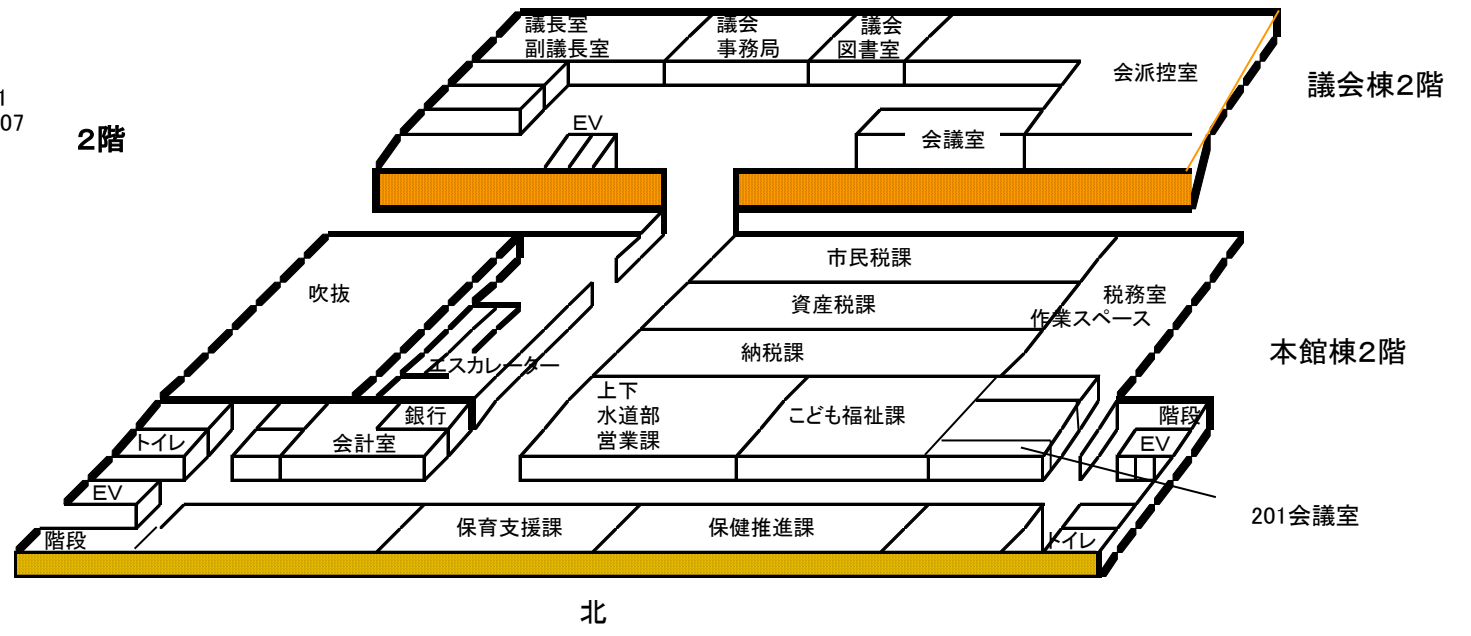 議長室
副議長室
議会
事務局
議会
図書室
会派控室
議会棟2階
1
07
2階
EV
会議室
市民税課
吹抜
資産税課
税務室
作業スペース
納税課
本館棟2階
エスカレーター
上下
水道部
営業課
こども福祉課
銀行
会計室
トイレ
階段
EV
EV
201会議室
保育支援課
保健推進課
階段
トイレ
北